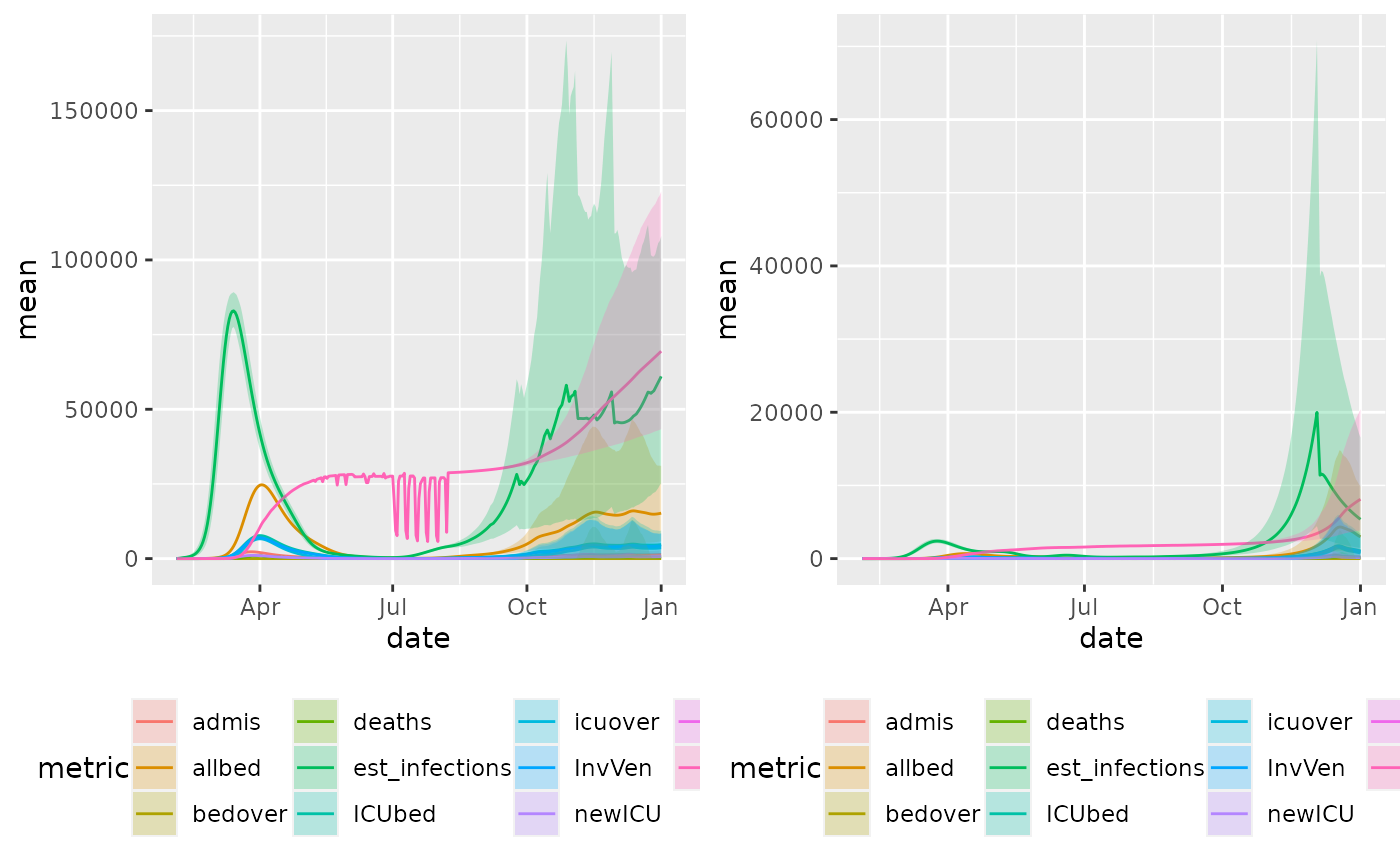 mean
150000
100000
50000
0
Apr Jul Oct Jan
date
metric
admis deaths icuover
allbed est_infections InvVen
bedover ICUbed newICU
mean
60000
40000
20000
0
Apr Jul Oct Jan
date
metric
admis deaths icuover
allbed est_infections InvVen
bedover ICUbed newICU